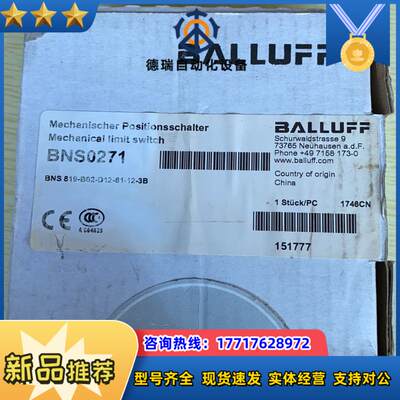 BALLUFF
德瑞自动化设备
Mechanischer Positionsschalter
Mechanical limit switch
BNS0271
BNS 819-B02-D12-61-12-3B
BALLUFF
Schurwaldstrasse 9
73765 Neuhausen a.d.F.
Phone +49 7158 173-0
www.balluff.com
Country of origin
China
1 Stück/PC 1746CN
151777
咨询热线：17717628972
新品推荐
型号齐全 现货速发 实体经营 支持对公